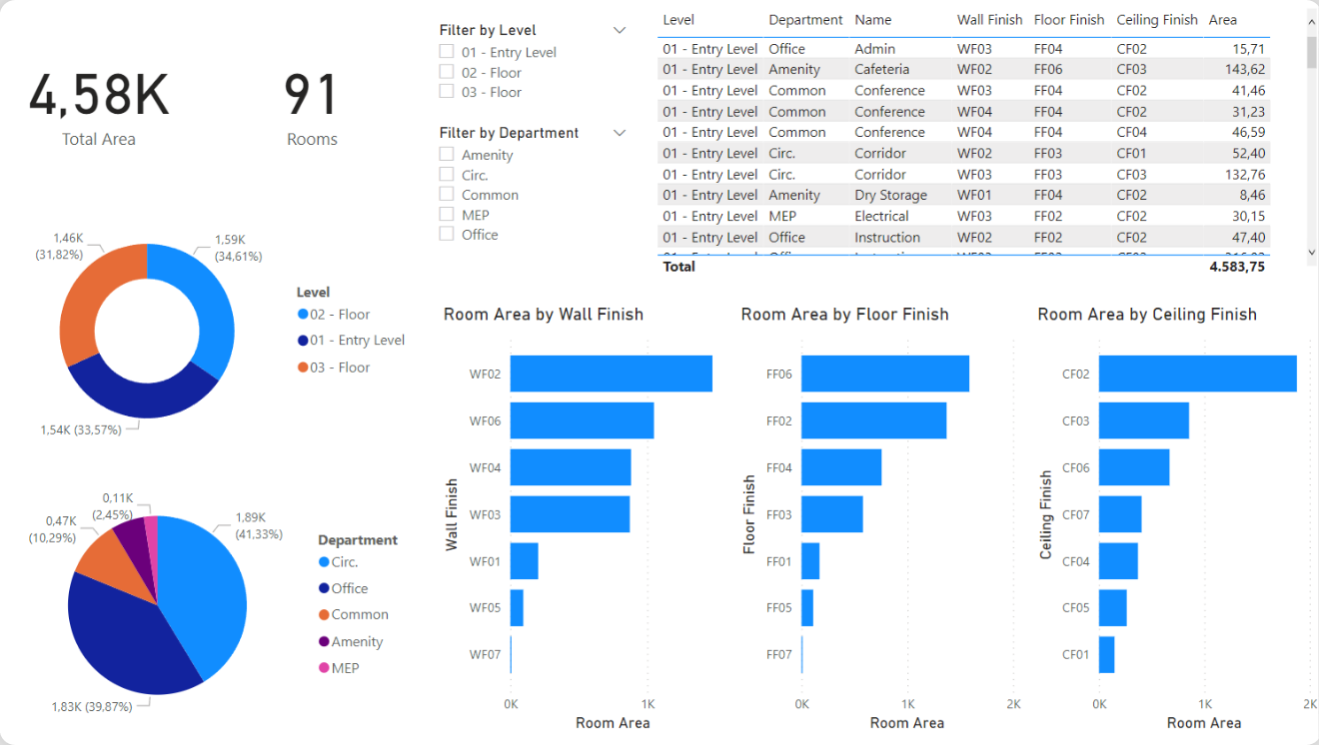 4,58K
Total Area
91
Rooms
Filter by Level
01 - Entry Level
02 - Floor
03 - Floor
Filter by Department
Amenity
Circ.
Common
MEP
Office
Level Department Name Wall Finish Floor Finish Ceiling Finish Area
01 - Entry Level Office Admin WF03 FF04 CF02 15,71
01 - Entry Level Amenity Cafeteria WF02 FF06 CF03 143,62
01 - Entry Level Common Conference WF03 FF04 CF02 41,46
01 - Entry Level Common Conference WF04 FF04 CF02 31,23
01 - Entry Level Common Conference WF04 FF04 CF04 46,59
01 - Entry Level Circ. Corridor WF02 FF03 CF01 52,40
01 - Entry Level Circ. Corridor WF03 FF03 CF03 132,76
01 - Entry Level Amenity Dry Storage WF01 FF04 CF02 8,46
01 - Entry Level MEP Electrical WF03 FF02 CF02 30,15
01 - Entry Level Office Instruction WF02 FF02 CF02 47,40
Total 4.583,75
1,46K
(31,82%)
1,59K
(34,61%)
1,54K (33,57%)
Level
02 - Floor
01 - Entry Level
03 - Floor
0,11K
(2,45%)
0,47K
(10,29%)
1,89K
(41,33%)
1,83K (39,87%)
Department
Circ.
Office
Common
Amenity
MEP
Room Area by Wall Finish
Wall Finish
WF02
WF06
WF04
WF03
WF01
WF05
WF07
0K 1K
Room Area
Room Area by Floor Finish
Floor Finish
FF06
FF02
FF04
FF03
FF01
FF05
FF07
0K 1K 2K
Room Area
Room Area by Ceiling Finish
Ceiling Finish
CF02
CF03
CF06
CF07
CF04
CF05
CF01
0K 1K 2K
Room Area